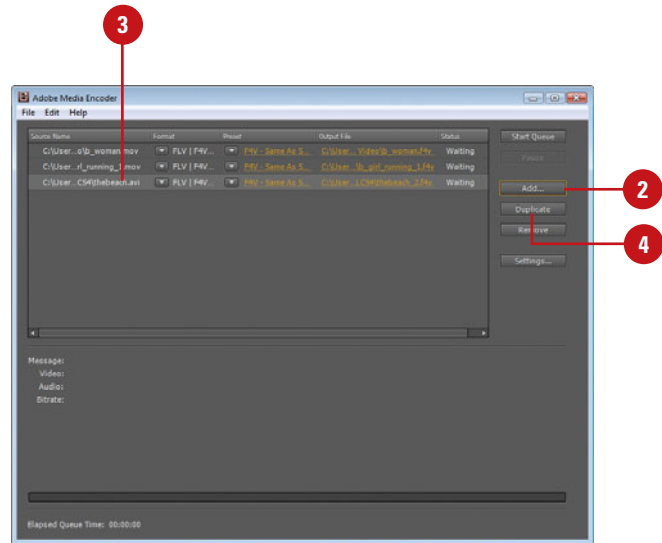 3
Adobe Media Encoder
File Edit Help
Source Name Format Preset Output File Status
C:\User...o\b_woman.mov FLV | F4V... F4V - Same As S... C:\User... Video\b_woman.f4v Waiting
C:\User...rl_running_1.mov FLV | F4V... F4V - Same As S... C:\User...\b_girl_running_1.f4v Waiting
C:\User...CS4\thebeach.avi FLV | F4V... F4V - Same As S... C:\User...CS4\thebeach_2.f4v Waiting
Start Queue
Pause
Add...
2
Duplicate
Remove
4
Settings...
Message:
Video:
Audio:
Bitrate:
Elapsed Queue Time: 00:00:00